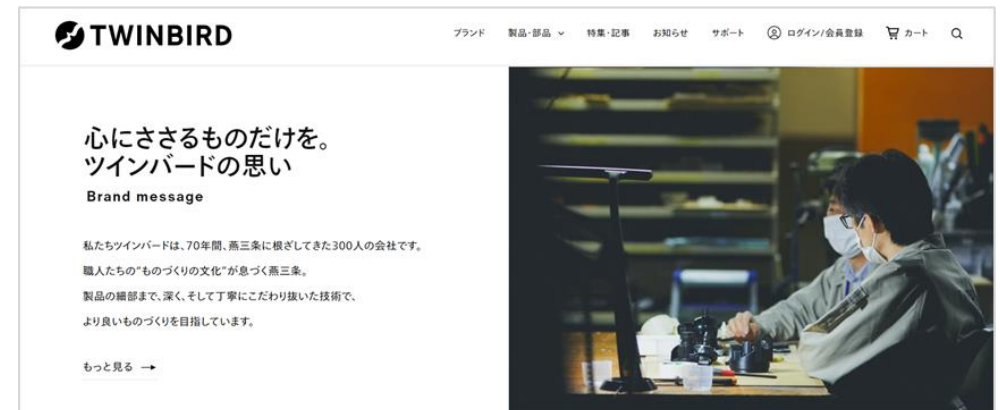 TWINBIRD
ブランド 製品・部品 特集・記事 お知らせ サポート ログイン/会員登録 カート
心にささるものだけを。
ツインバードの思い
Brand message
私たちツインバードは、70年間、燕三条に根ざしてきた300人の会社です。
職人たちの“ものづくりの文化”が息づく燕三条。
製品の細部まで、深く、そして丁寧にこだわり抜いた技術で、
より良いものづくりを目指しています。
もっと見る →